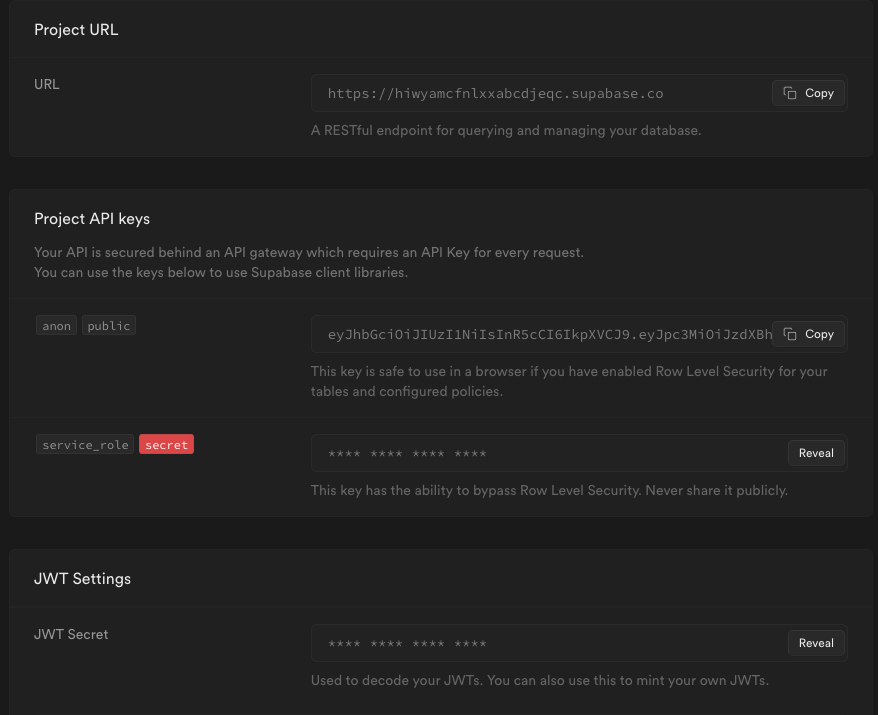 Project URL
URL
https://hiwyamcfnlxxabcdjeqc.supabase.co
Copy
A RESTful endpoint for querying and managing your database.
Project API keys
Your API is secured behind an API gateway which requires an API Key for every request.
You can use the keys below to use Supabase client libraries.
anon public
eyJhbGciOiJIUzI1NiIsInR5cCI6IkpXVCJ9.eyJpc3MiOiJzdXBh
Copy
This key is safe to use in a browser if you have enabled Row Level Security for your
tables and configured policies.
service_role secret
**** **** **** ****
Reveal
This key has the ability to bypass Row Level Security. Never share it publicly.
JWT Settings
JWT Secret
**** **** **** ****
Reveal
Used to decode your JWTs. You can also use this to mint your own JWTs.